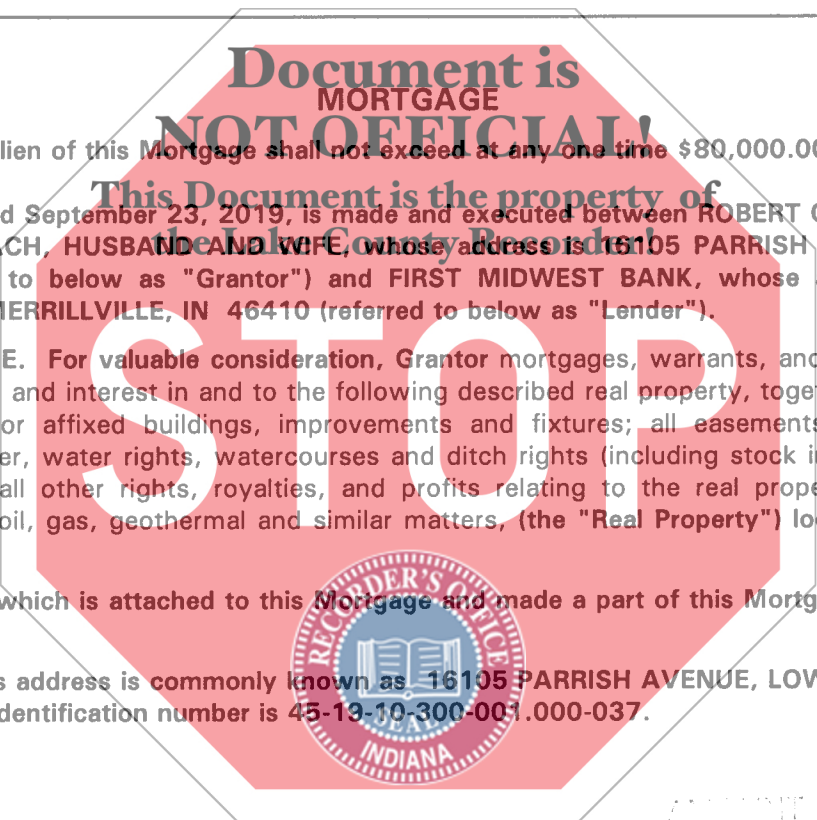 Document is
MORTGAGE
NOT OFFICIAL!
lien of this Mortgage shall not exceed at any one time $80,000.00
This Document is the property of
d September 23, 2019, is made and executed between ROBERT
the Lake County Recorder!
ACH, HUSBAND AND WIFE, whose address is 16105 PARRISH
to below as "Grantor") and FIRST MIDWEST BANK, whose
MERRILLVILLE, IN 46410 (referred to below as "Lender").
E. For valuable consideration, Grantor mortgages, warrants, and
and interest in and to the following described real property, toget
or affixed buildings, improvements and fixtures; all easements
er, water rights, watercourses and ditch rights (including stock i
all other rights, royalties, and profits relating to the real prope
oil, gas, geothermal and similar matters, (the "Real Property") lo
STOP
which is attached to this Mortgage and made a part of this Mortg
RECORDER'S OFFICE
s address is commonly known as 16105 PARRISH AVENUE, LOW
dentification number is 45-19-10-300-001.000-037.
SEAL
INDIANA